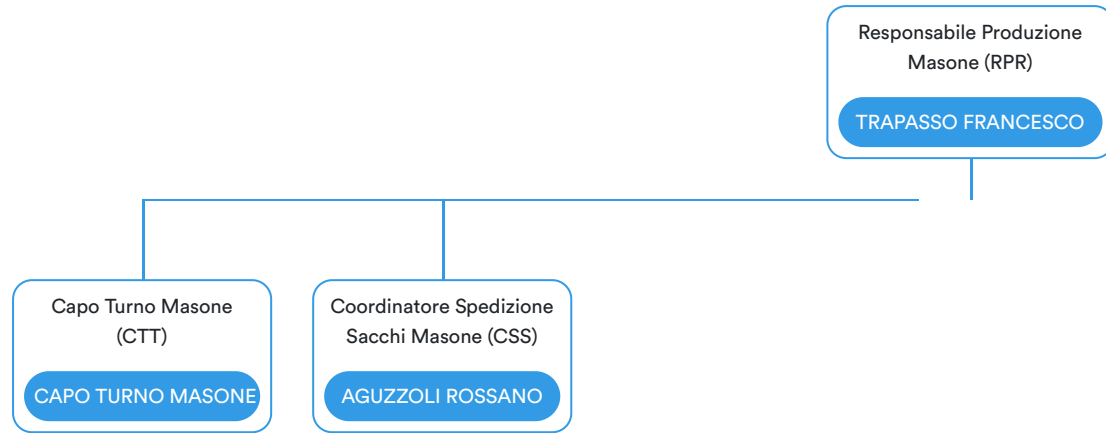 Responsabile Produzione
Masone (RPR)
TRAPASSO FRANCESCO
Capo Turno Masone
(CTT)
CAPO TURNO MASONE
Coordinatore Spedizione
Sacchi Masone (CSS)
AGUZZOLI ROSSANO